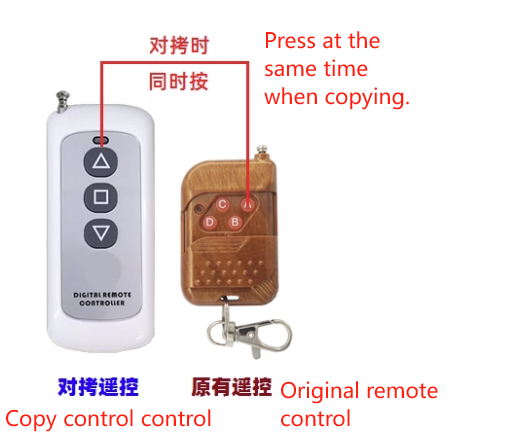 对拷时
同时按
Press at the
same time
when copying.
C
A
D
B
DIGITAL REMOTE
CONTROLLER
对拷遥控
原有遥控
Original remote
control
Copy control control